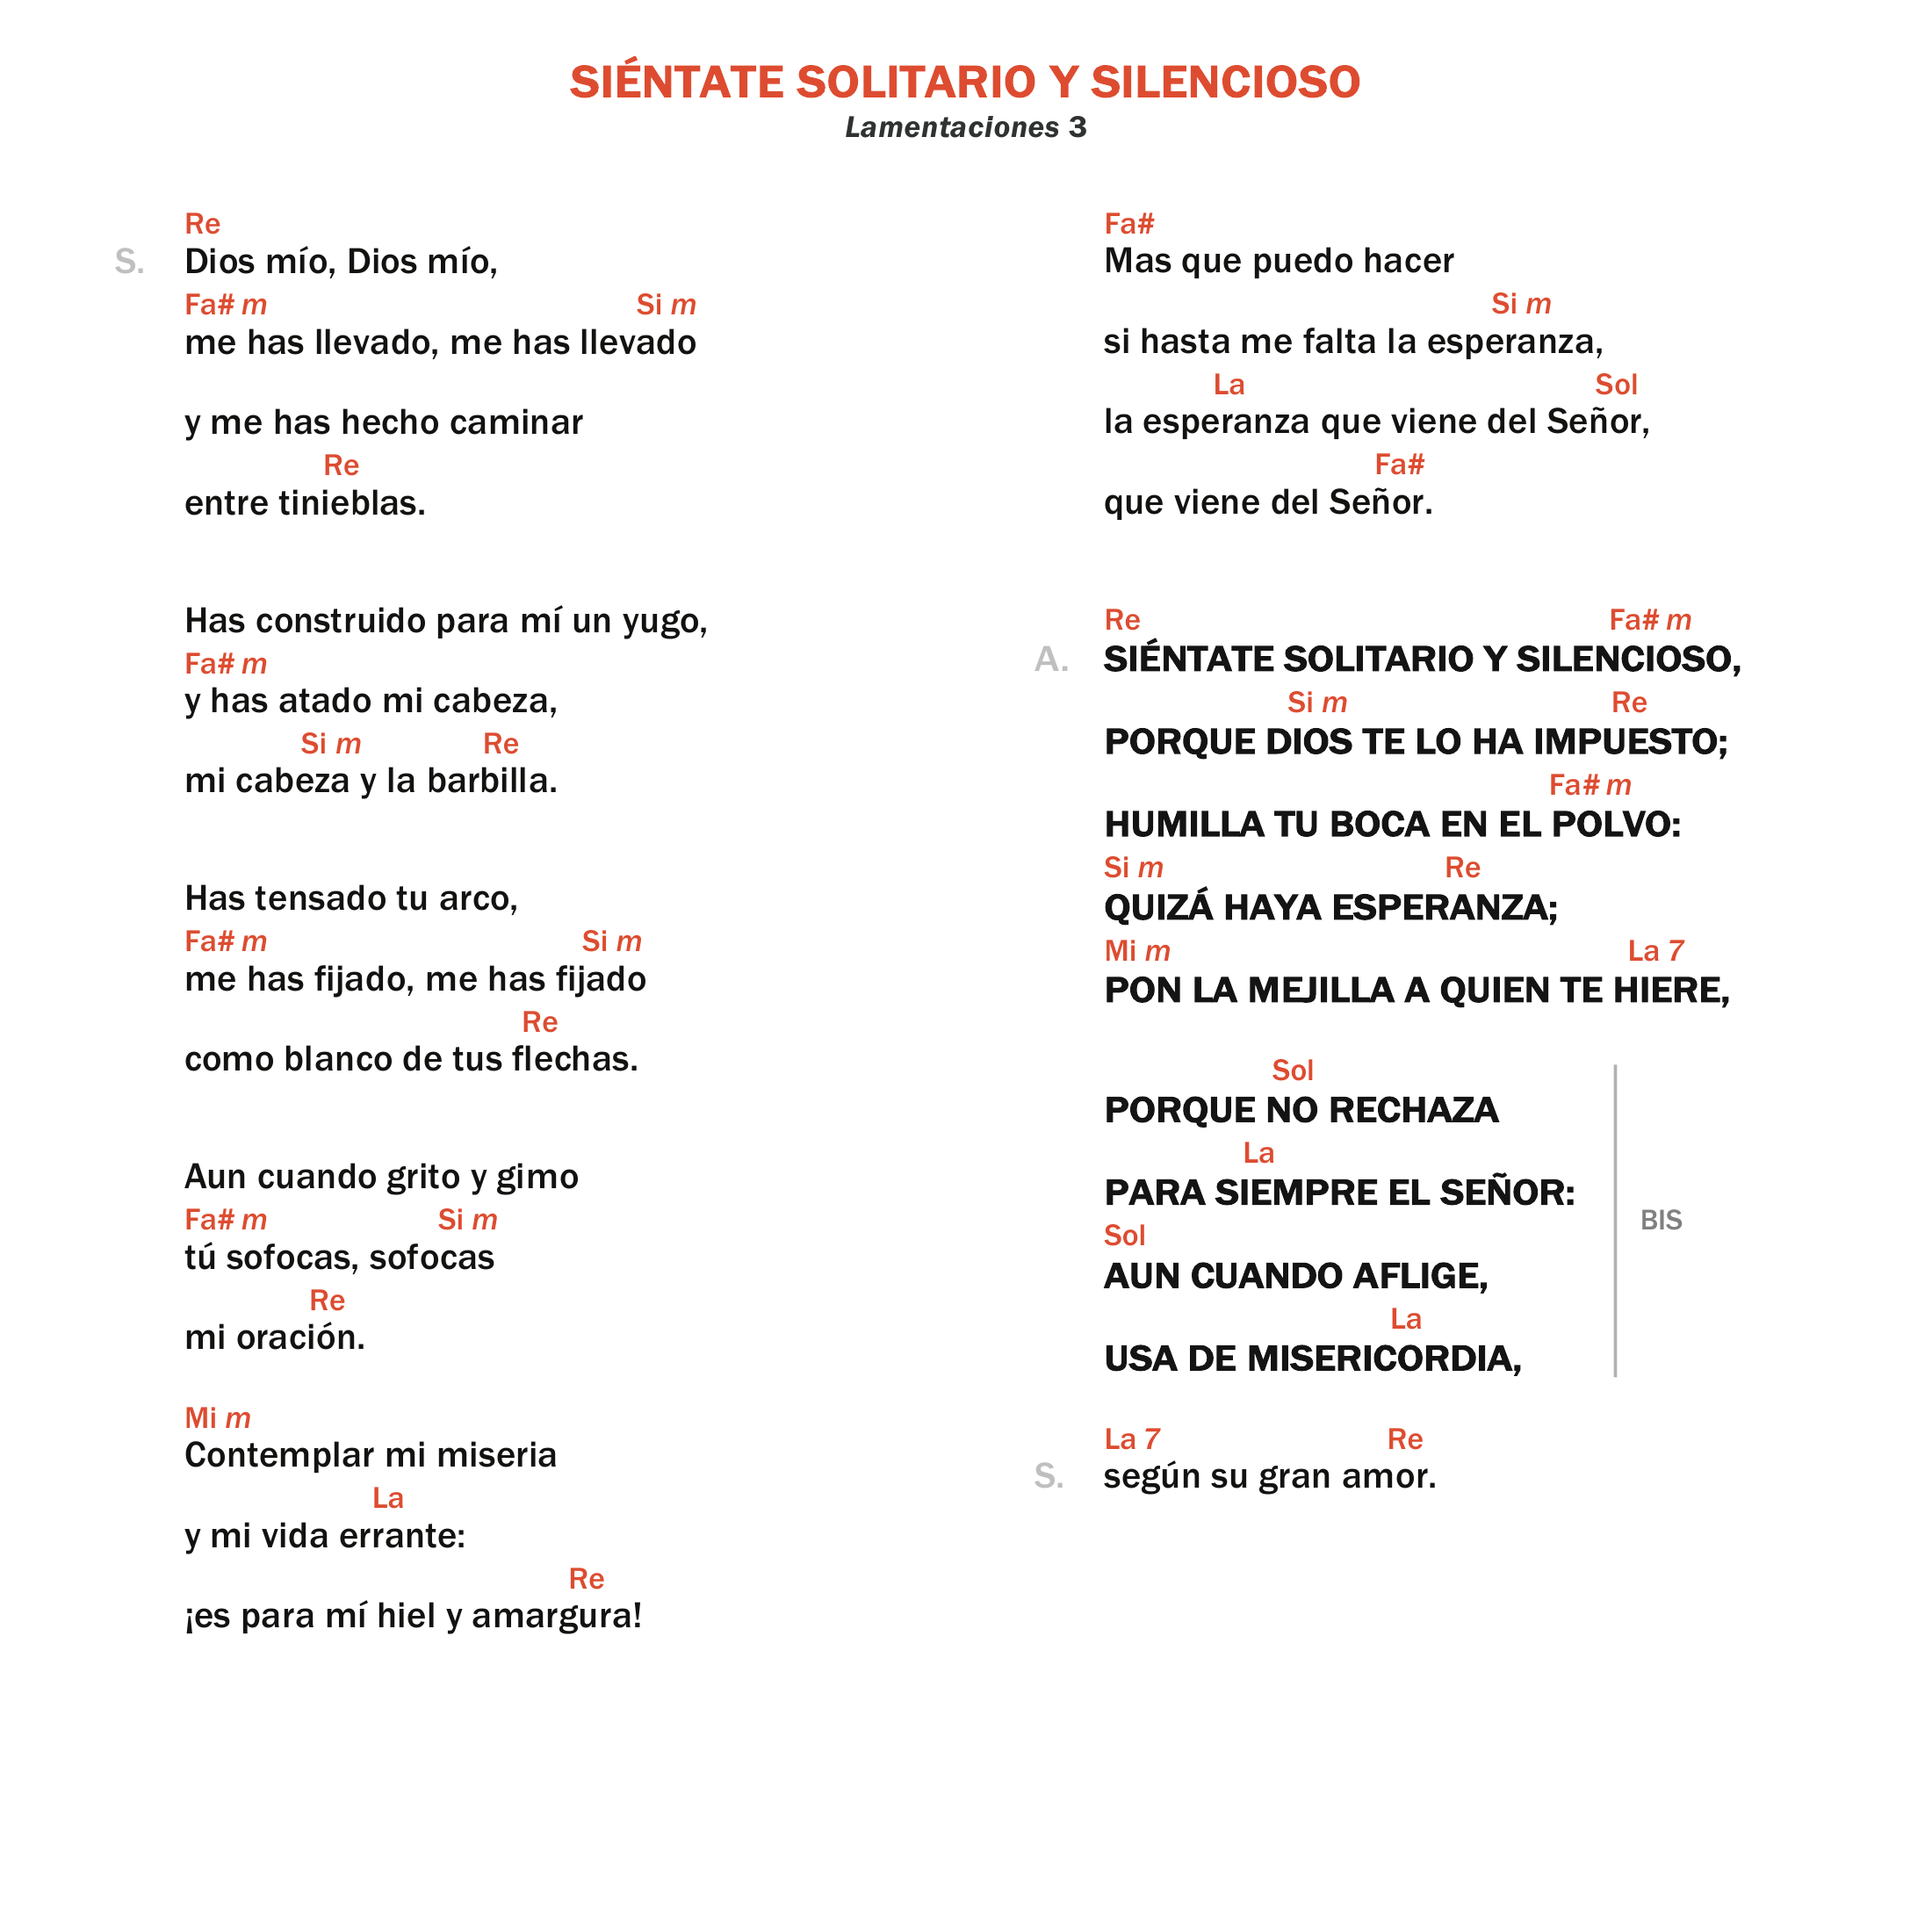 SIÉNTATE SOLITARIO Y SILENCIOSO
Lamentaciones 3
Re
S. Dios mío, Dios mío,
Fa# m Si m
me has llevado, me has llevado
y me has hecho caminar
Re
entre tinieblas.
Has construido para mí un yugo,
Fa# m
y has atado mi cabeza,
Si m Re
mi cabeza y la barbilla.
Has tensado tu arco,
Fa# m Si m
me has fijado, me has fijado
Re
como blanco de tus flechas.
Aun cuando grito y gimo
Fa# m Si m
tú sofocas, sofocas
Re
mi oración.
Mi m
Contemplar mi miseria
La
y mi vida errante:
Re
¡es para mí hiel y amargura!
Fa#
Mas que puedo hacer
Si m
si hasta me falta la esperanza,
La Sol
la esperanza que viene del Señor,
Fa#
que viene del Señor.
Re Fa# m
A. SIÉNTATE SOLITARIO Y SILENCIOSO,
Si m Re
PORQUE DIOS TE LO HA IMPUESTO;
Fa# m
HUMILLA TU BOCA EN EL POLVO:
Si m Re
QUIZÁ HAYA ESPERANZA;
Mi m La 7
PON LA MEJILLA A QUIEN TE HIERE,
Sol
PORQUE NO RECHAZA
La
PARA SIEMPRE EL SEÑOR:
BIS
Sol
AUN CUANDO AFLIGE,
La
USA DE MISERICORDIA,
La 7 Re
S. según su gran amor.